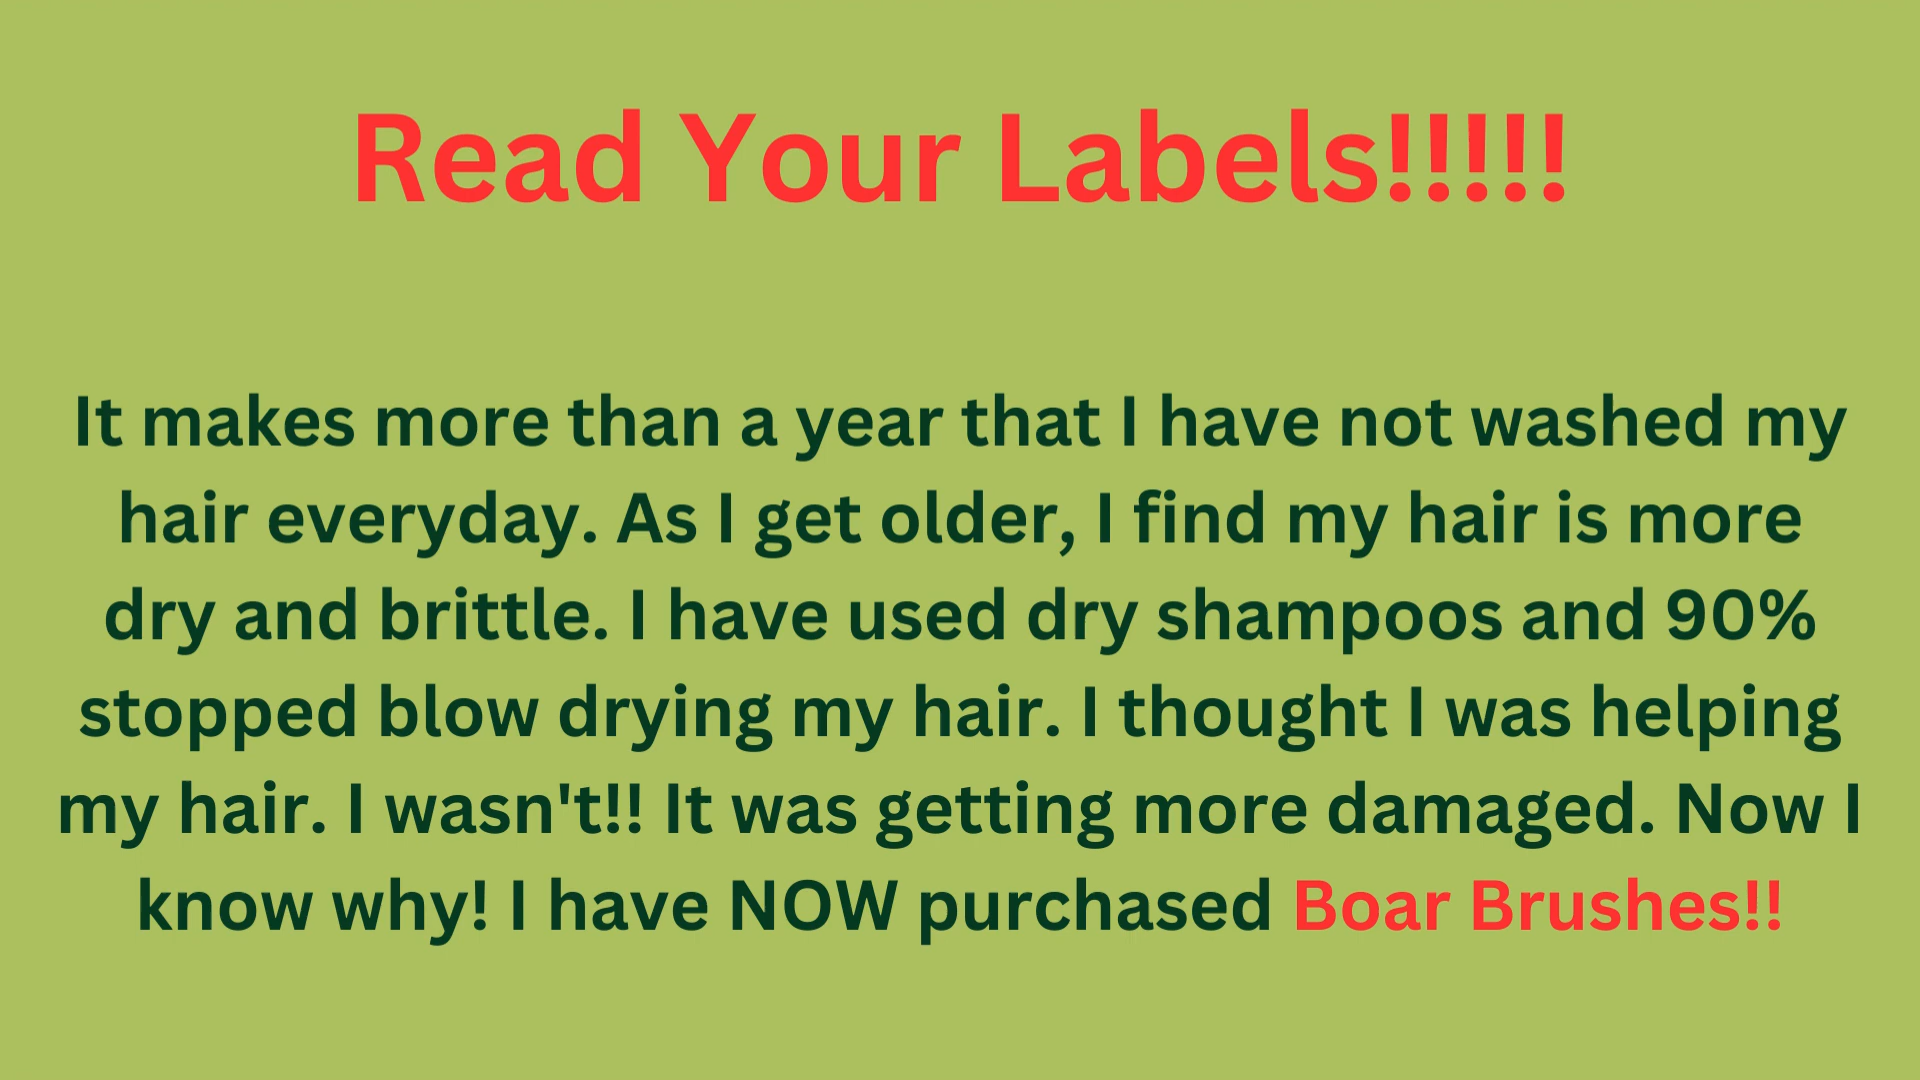 Read Your Labels!!!!!
It makes more than a year that I have not washed my
hair everyday. As I get older, I find my hair is more
dry and brittle. I have used dry shampoos and 90%
stopped blow drying my hair. I thought I was helping
my hair. I wasn't!! It was getting more damaged. Now I
know why! I have NOW purchased Boar Brushes!!